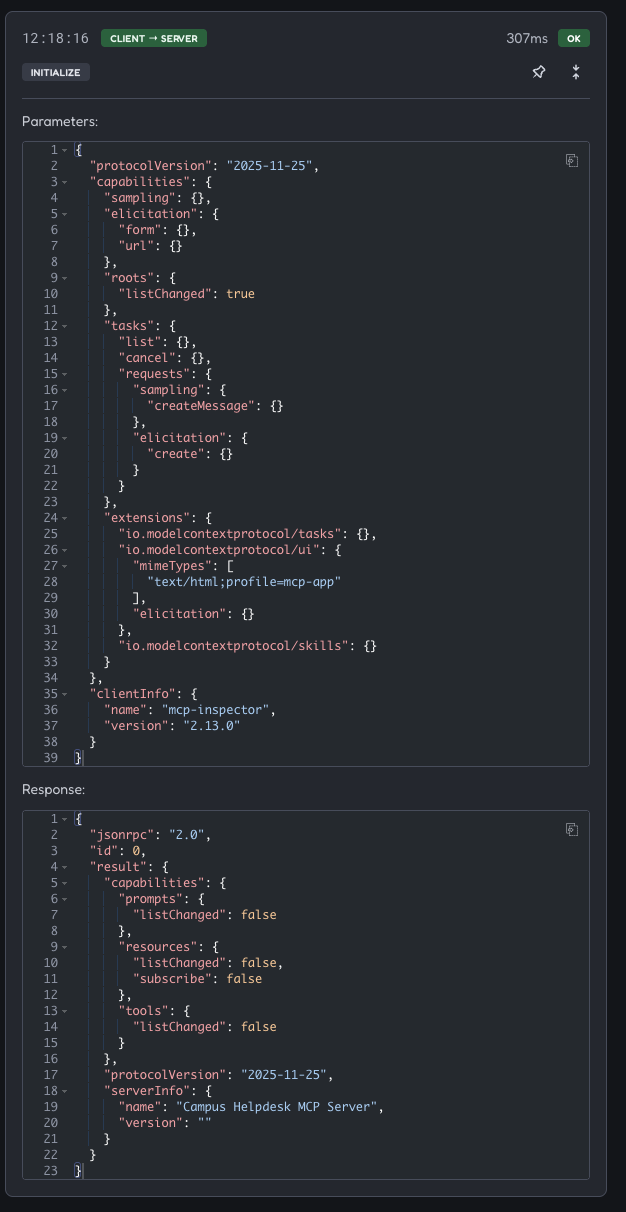 12:18:16 CLIENT → SERVER 307ms OK
INITIALIZE
Parameters:
1 {
2 "protocolVersion": "2025-11-25",
3 "capabilities": {
4 "sampling": {},
5 "elicitation": {
6 "form": {},
7 "url": {}
8 },
9 "roots": {
10 "listChanged": true
11 },
12 "tasks": {
13 "list": {},
14 "cancel": {},
15 "requests": {
16 "sampling": {
17 "createMessage": {}
18 },
19 "elicitation": {
20 "create": {}
21 }
22 }
23 },
24 "extensions": {
25 "io.modelcontextprotocol/tasks": {},
26 "io.modelcontextprotocol/ui": {
27 "mimeTypes": [
28 "text/html;profile=mcp-app"
29 ],
30 "elicitation": {}
31 },
32 "io.modelcontextprotocol/skills": {}
33 }
34 },
35 "clientInfo": {
36 "name": "mcp-inspector",
37 "version": "2.13.0"
38 }
39 }
Response:
1 {
2 "jsonrpc": "2.0",
3 "id": 0,
4 "result": {
5 "capabilities": {
6 "prompts": {
7 "listChanged": false
8 },
9 "resources": {
10 "listChanged": false,
11 "subscribe": false
12 },
13 "tools": {
14 "listChanged": false
15 }
16 },
17 "protocolVersion": "2025-11-25",
18 "serverInfo": {
19 "name": "Campus Helpdesk MCP Server",
20 "version": ""
21 }
22 }
23 }